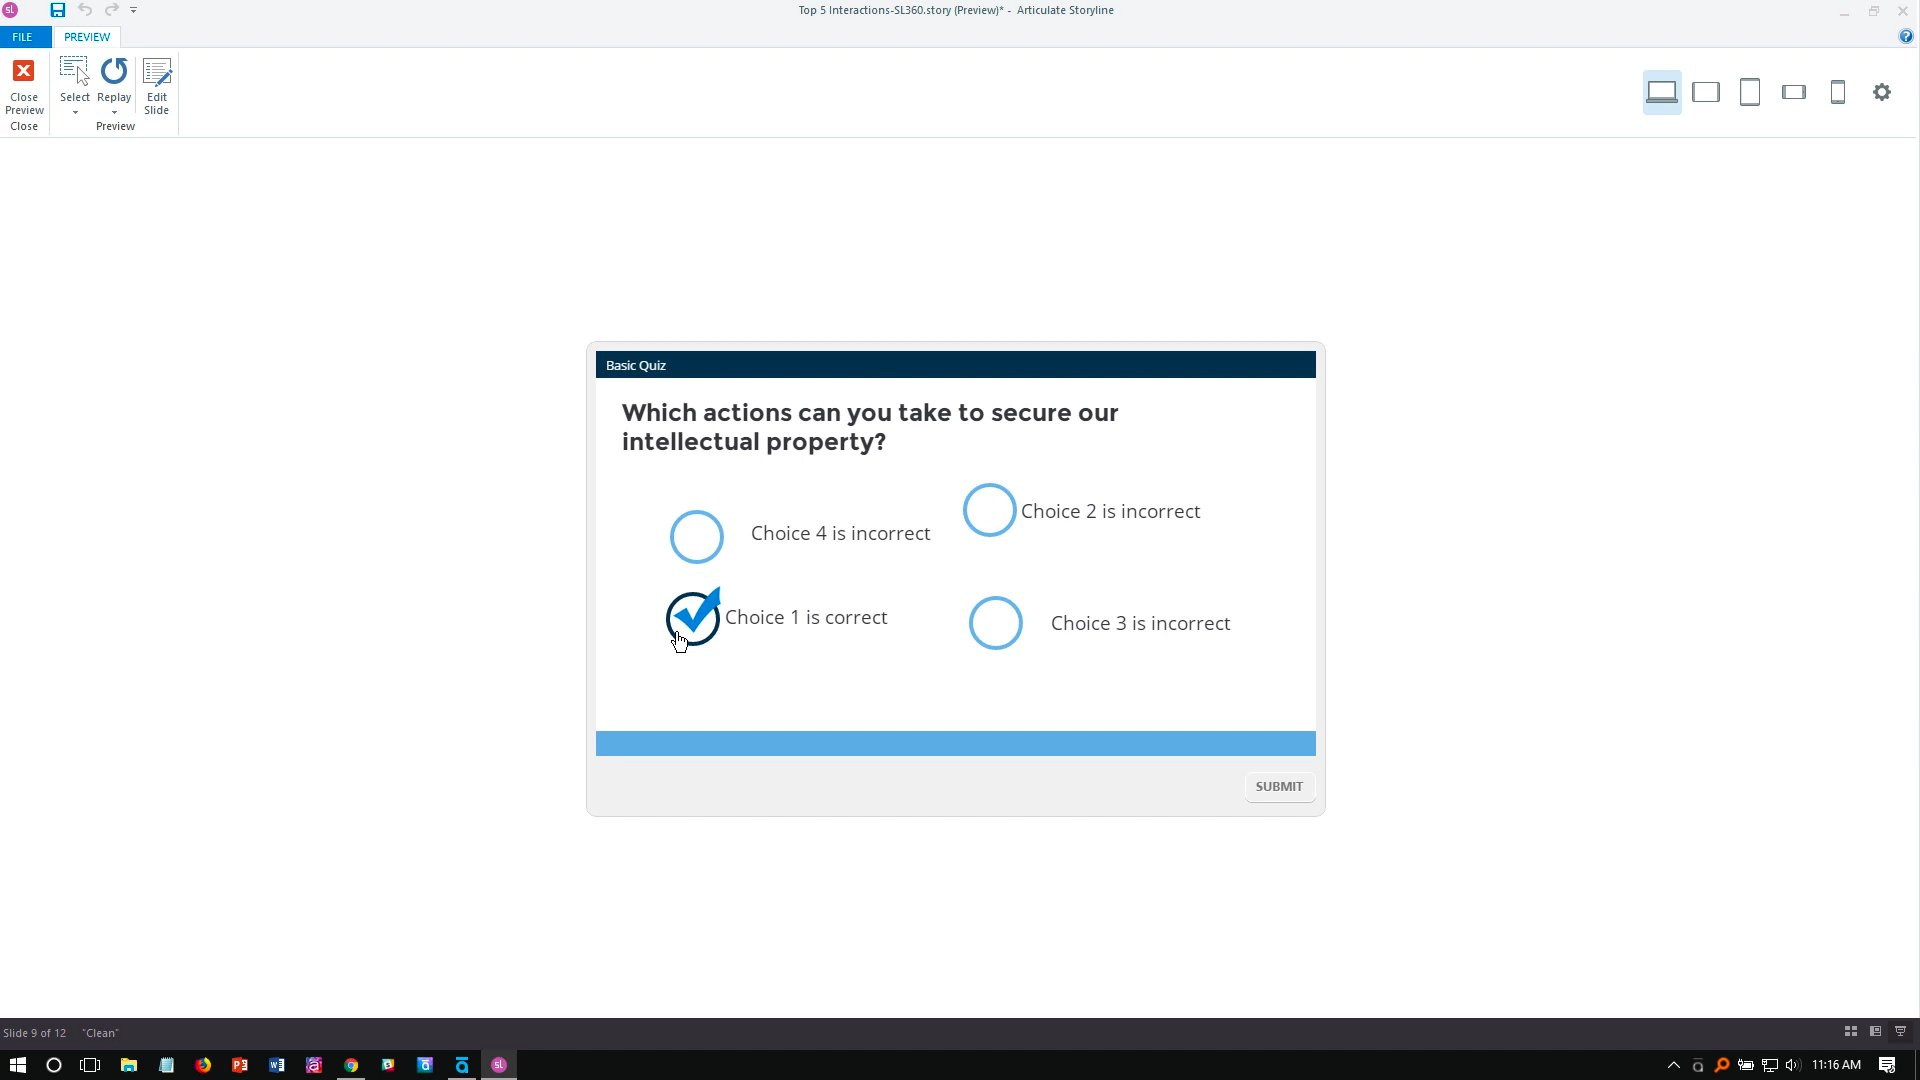 Top 5 Interactions-SL360.story (Preview)* - Articulate Storyline
FILE
PREVIEW
Close Preview
Select
Replay
Edit Slide
Close
Preview
Basic Quiz
Which actions can you take to secure our
intellectual property?
Choice 4 is incorrect
Choice 2 is incorrect
Choice 1 is correct
Choice 3 is incorrect
SUBMIT
Slide 9 of 12
"Clean"
11:16 AM